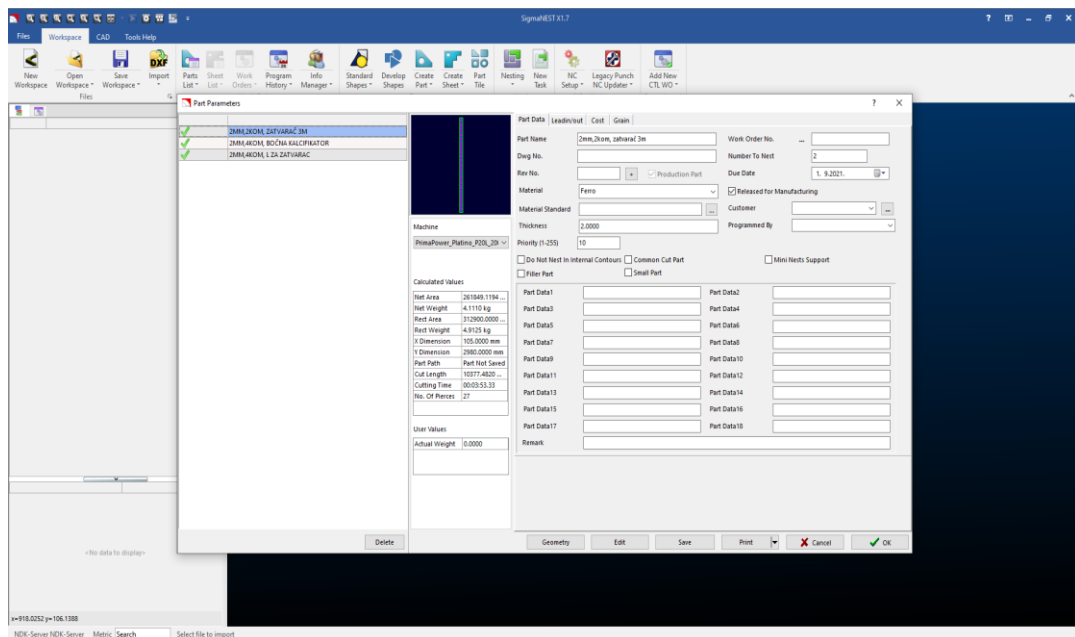 SigmaNEST X1.7
Files Workspace CAD Tools Help
New Workspace
Open Workspace
Save Workspace
DXF
Import
Parts List
Sheet List
Work Orders
Program History
Info Manager
Standard Shapes
Develop Shapes
Create Part
Create Sheet
Part Tile
Nesting
New Task
NC Setup
Legacy Punch NC Updater
Add New CTL WO
Files
Part Parameters
2MM,2KOM, ZATVARAČ 3M
2MM,4KOM, BOČNA KALCIFIKATOR
2MM,4KOM, L ZA ZATVARAC
Machine
PrimaPower_Platino_P20L_20(
Calculated Values
Net Area 261849.1194 ...
Net Weight 4.1110 kg
Rect Area 312900.0000 ...
Rect Weight 4.9125 kg
X Dimension 105.0000 mm
Y Dimension 2980.0000 mm
Part Path Part Not Saved
Cut Length 10377.4820 ...
Cutting Time 00:03:53.33
No. Of Pierces 27
User Values
Actual Weight 0.0000
Part Data Leadin/out Cost Grain
Part Name 2mm,2kom, zatvarač 3m Work Order No. ...
Dwg No. Number To Nest 2
Rev No. + Production Part Due Date 1. 9.2021.
Material Ferro Released for Manufacturing
Material Standard ... Customer ...
Thickness 2.0000 Programmed By
Priority (1-255) 10
Do Not Nest In Internal Contours Common Cut Part Mini Nests Support
Filler Part Small Part
Part Data1 Part Data2
Part Data3 Part Data4
Part Data5 Part Data6
Part Data7 Part Data8
Part Data9 Part Data10
Part Data11 Part Data12
Part Data13 Part Data14
Part Data15 Part Data16
Part Data17 Part Data18
Remark
Delete Geometry Edit Save Print Cancel OK
<No data to display>
x=918.0252 y=106.1388
NDK-Server NDK-Server Metric Search Select file to import